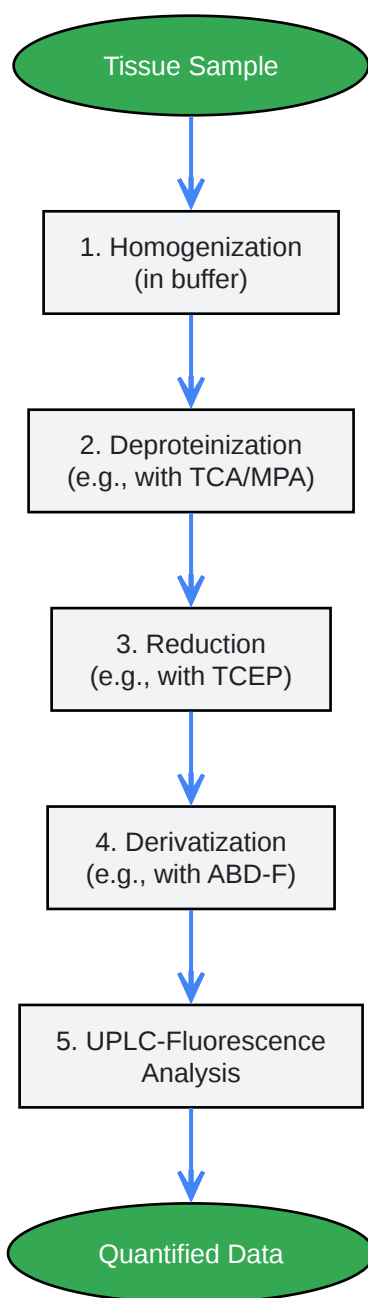 Tissue Sample
1. Homogenization
(in buffer)
2. Deproteinization
(e.g., with TCA/MPA)
3. Reduction
(e.g., with TCEP)
4. Derivatization
(e.g., with ABD-F)
5. UPLC-Fluorescence
Analysis
Quantified Data